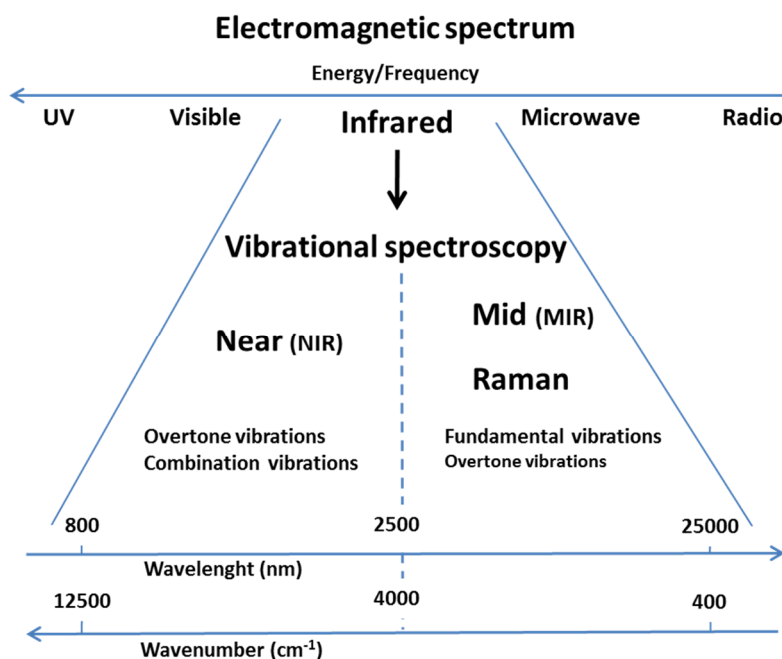 Electromagnetic spectrum
Energy/Frequency
UV Visible Infrared Microwave Radio
Vibrational spectroscopy
Near (NIR)
Mid (MIR)
Raman
Overtone vibrations
Combination vibrations
Fundamental vibrations
Overtone vibrations
800 2500 25000
Wavelenght (nm)
12500 4000 400
Wavenumber (cm⁻¹)